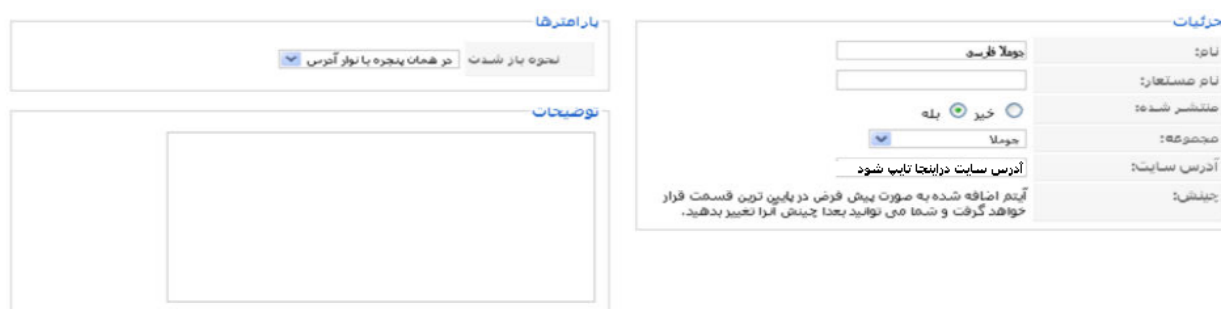 جزئیات
نام:
جوملا فارسی
نام مستعار:
منتشر شده:
خیر
بله
مجموعه:
جوملا
آدرس سایت:
آدرس سایت دراینجا تایپ شود
چینش:
آیتم اضافه شده به صورت پیش فرض در پایین ترین قسمت قرار
خواهد گرفت و شما می توانید بعدا چینش آنرا تغییر بدهید.
پارامترها
نحوه باز شدن
در همان پنجره با نوار آدرس
توضیحات